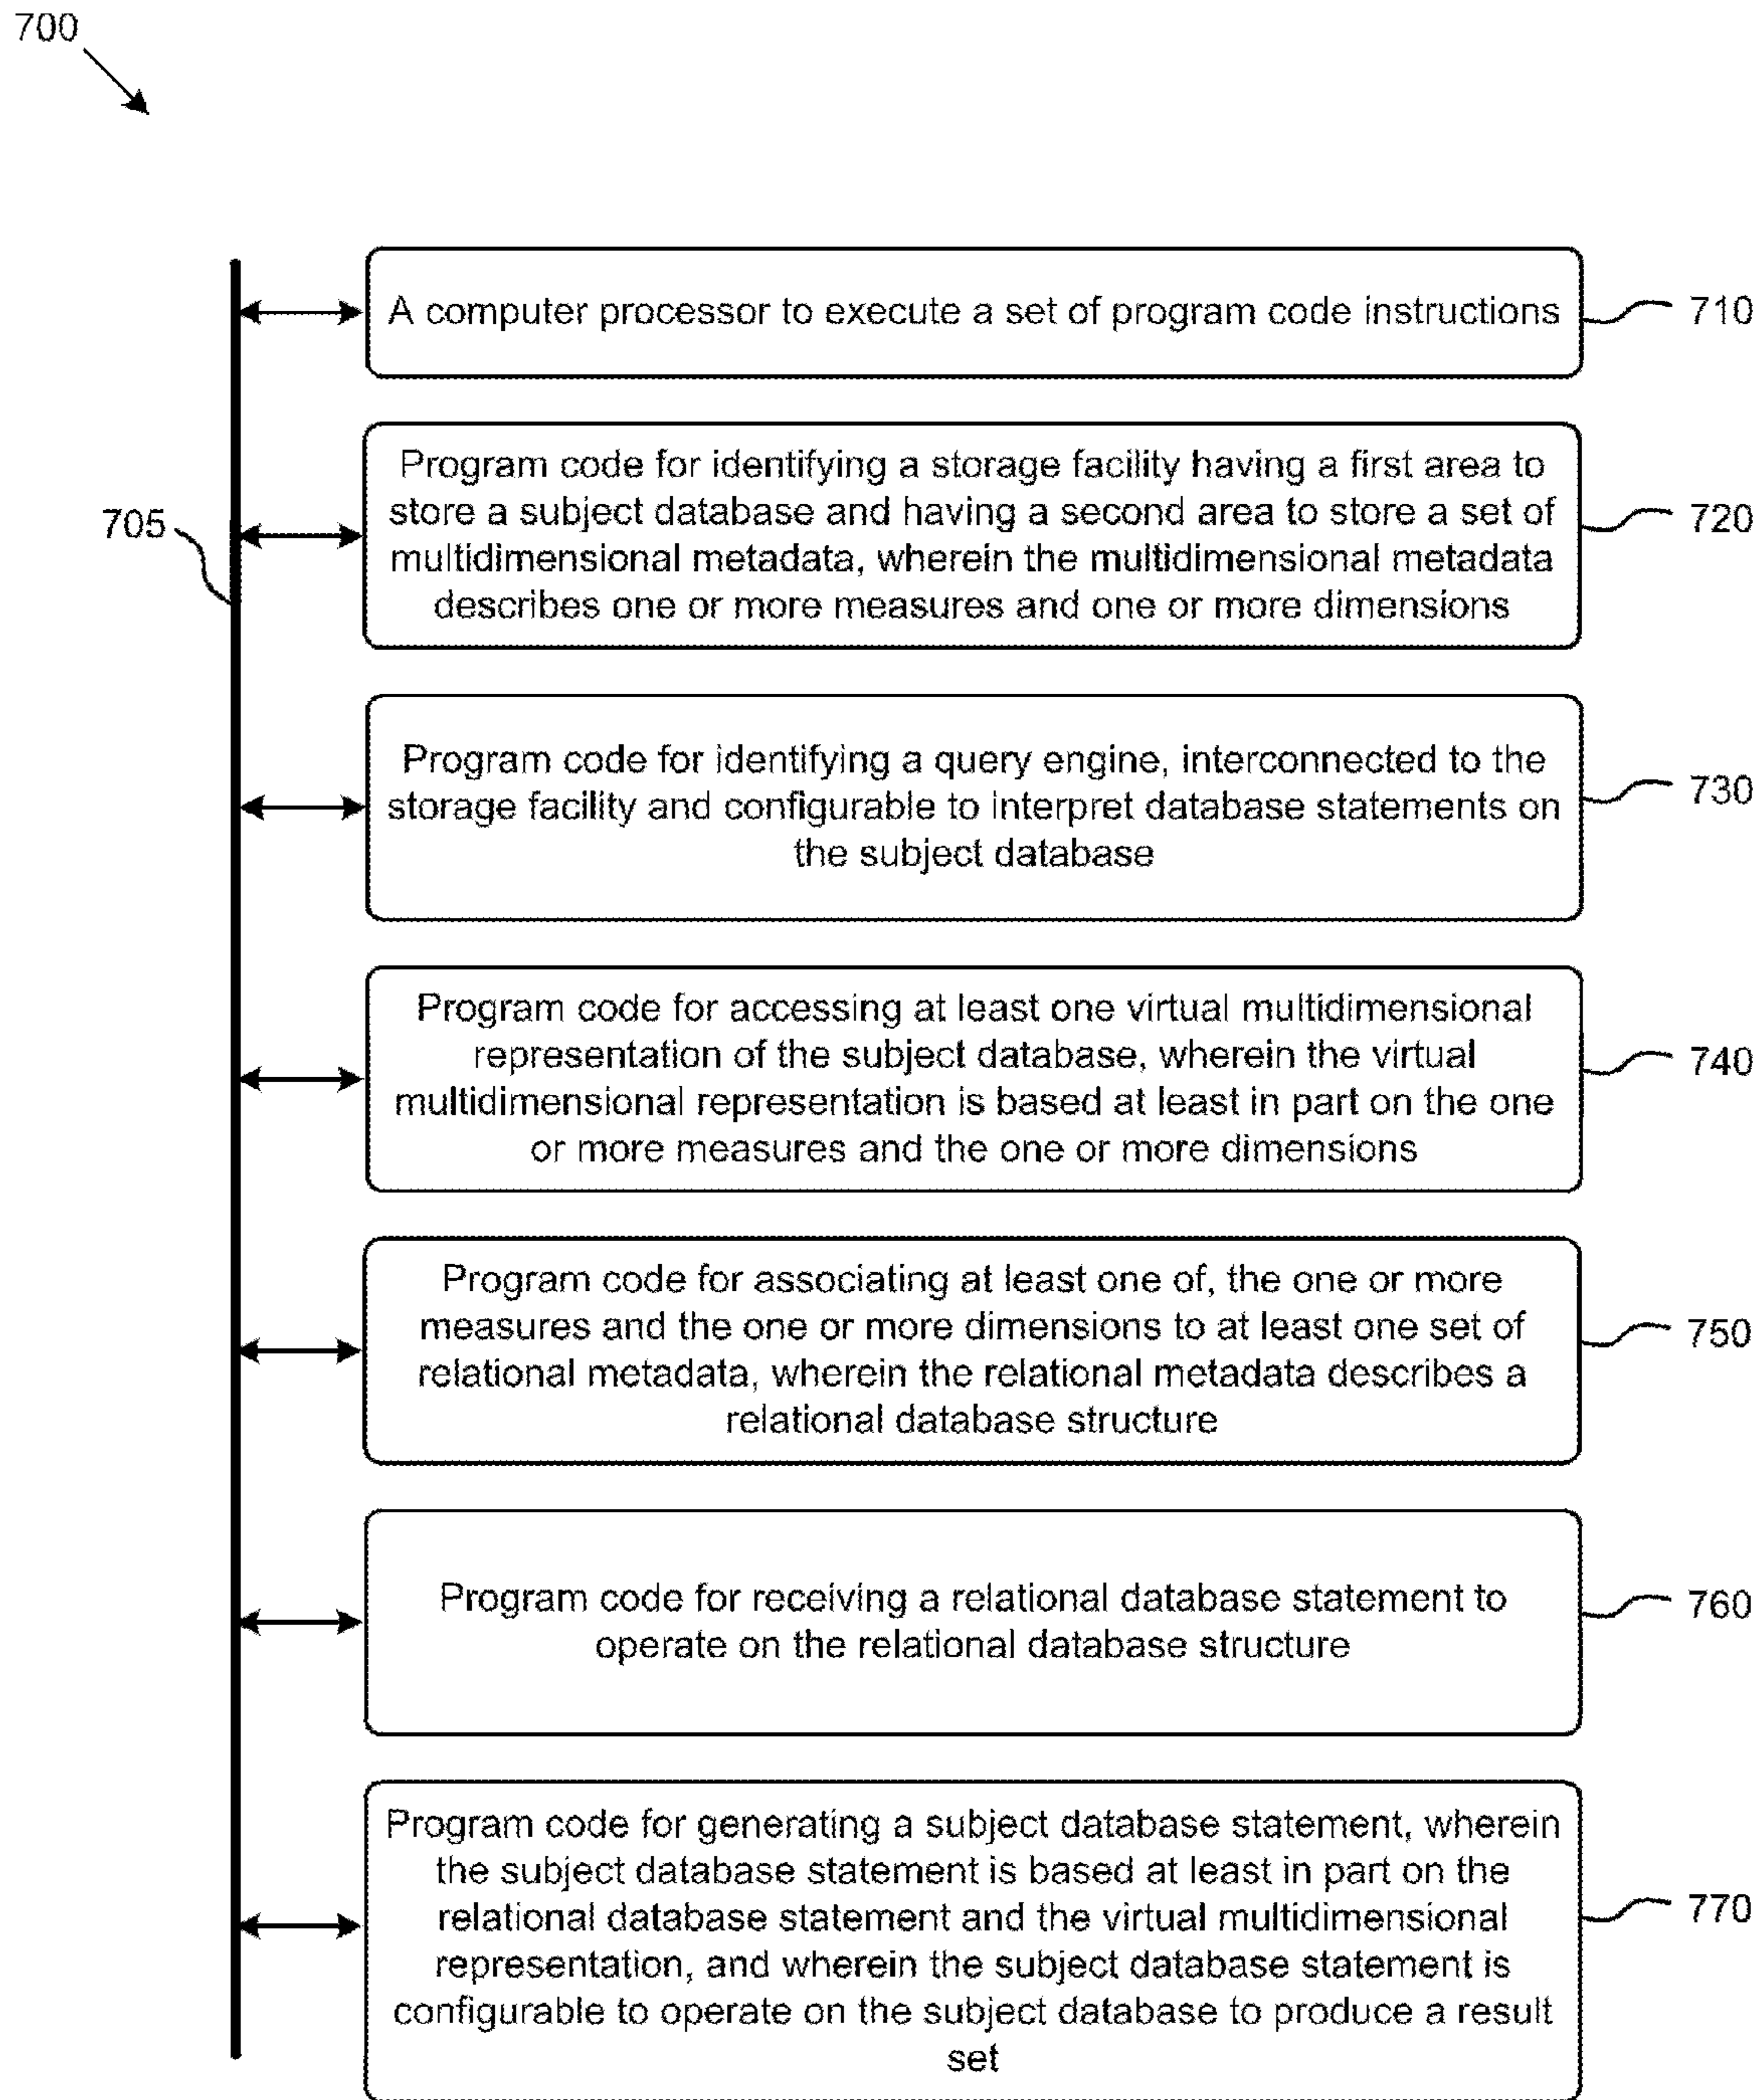 700
A computer processor to execute a set of program code instructions
710
Program code for identifying a storage facility having a first area to
store a subject database and having a second area to store a set of
multidimensional metadata, wherein the multidimensional metadata
describes one or more measures and one or more dimensions
720
705
Program code for identifying a query engine, interconnected to the
storage facility and configurable to interpret database statements on
the subject database
730
Program code for accessing at least one virtual multidimensional
representation of the subject database, wherein the virtual
multidimensional representation is based at least in part on the one
or more measures and the one or more dimensions
740
Program code for associating at least one of, the one or more
measures and the one or more dimensions to at least one set of
relational metadata, wherein the relational metadata describes a
relational database structure
750
Program code for receiving a relational database statement to
operate on the relational database structure
760
Program code for generating a subject database statement, wherein
the subject database statement is based at least in part on the
relational database statement and the virtual multidimensional
representation, and wherein the subject database statement is
configurable to operate on the subject database to produce a result
set
770